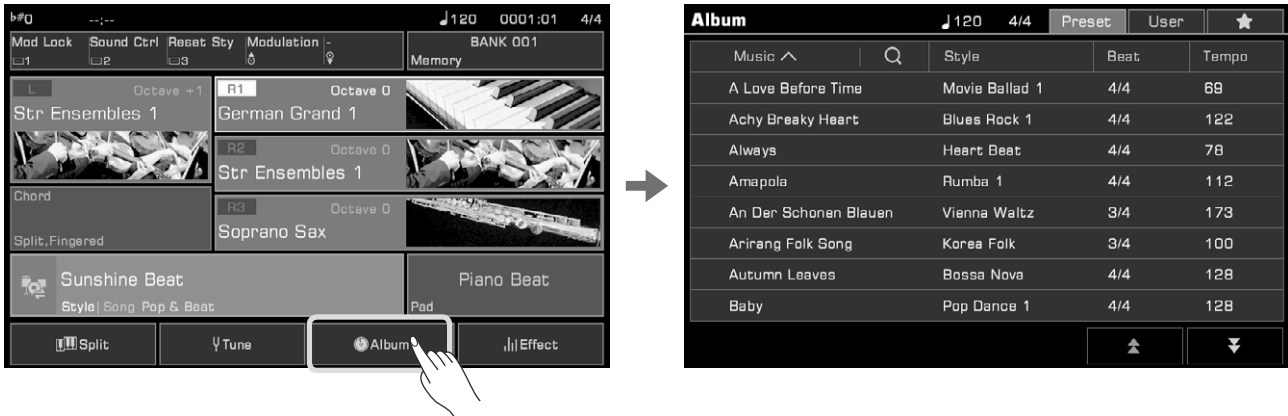 b#0 --;-- ♩120 0001:01 4/4
Mod Lock Sound Ctrl Reset Sty Modulation - BANK 001
1 2 3 Memory
L Octave +1
Str Ensembles 1
R1 Octave 0
German Grand 1
R2 Octave 0
Str Ensembles 1
Chord
Split,Fingered
R3 Octave 0
Soprano Sax
Sunshine Beat
Style|Song Pop & Beat
Piano Beat
Pad
Split Tune Album Effect
Album ♩120 4/4 Preset User ★
Music Style Beat Tempo
A Love Before Time Movie Ballad 1 4/4 69
Achy Breaky Heart Blues Rock 1 4/4 122
Always Heart Beat 4/4 78
Amapola Rumba 1 4/4 112
An Der Schonen Blauen Vienna Waltz 3/4 173
Arirang Folk Song Korea Folk 3/4 100
Autumn Leaves Bossa Nova 4/4 128
Baby Pop Dance 1 4/4 128